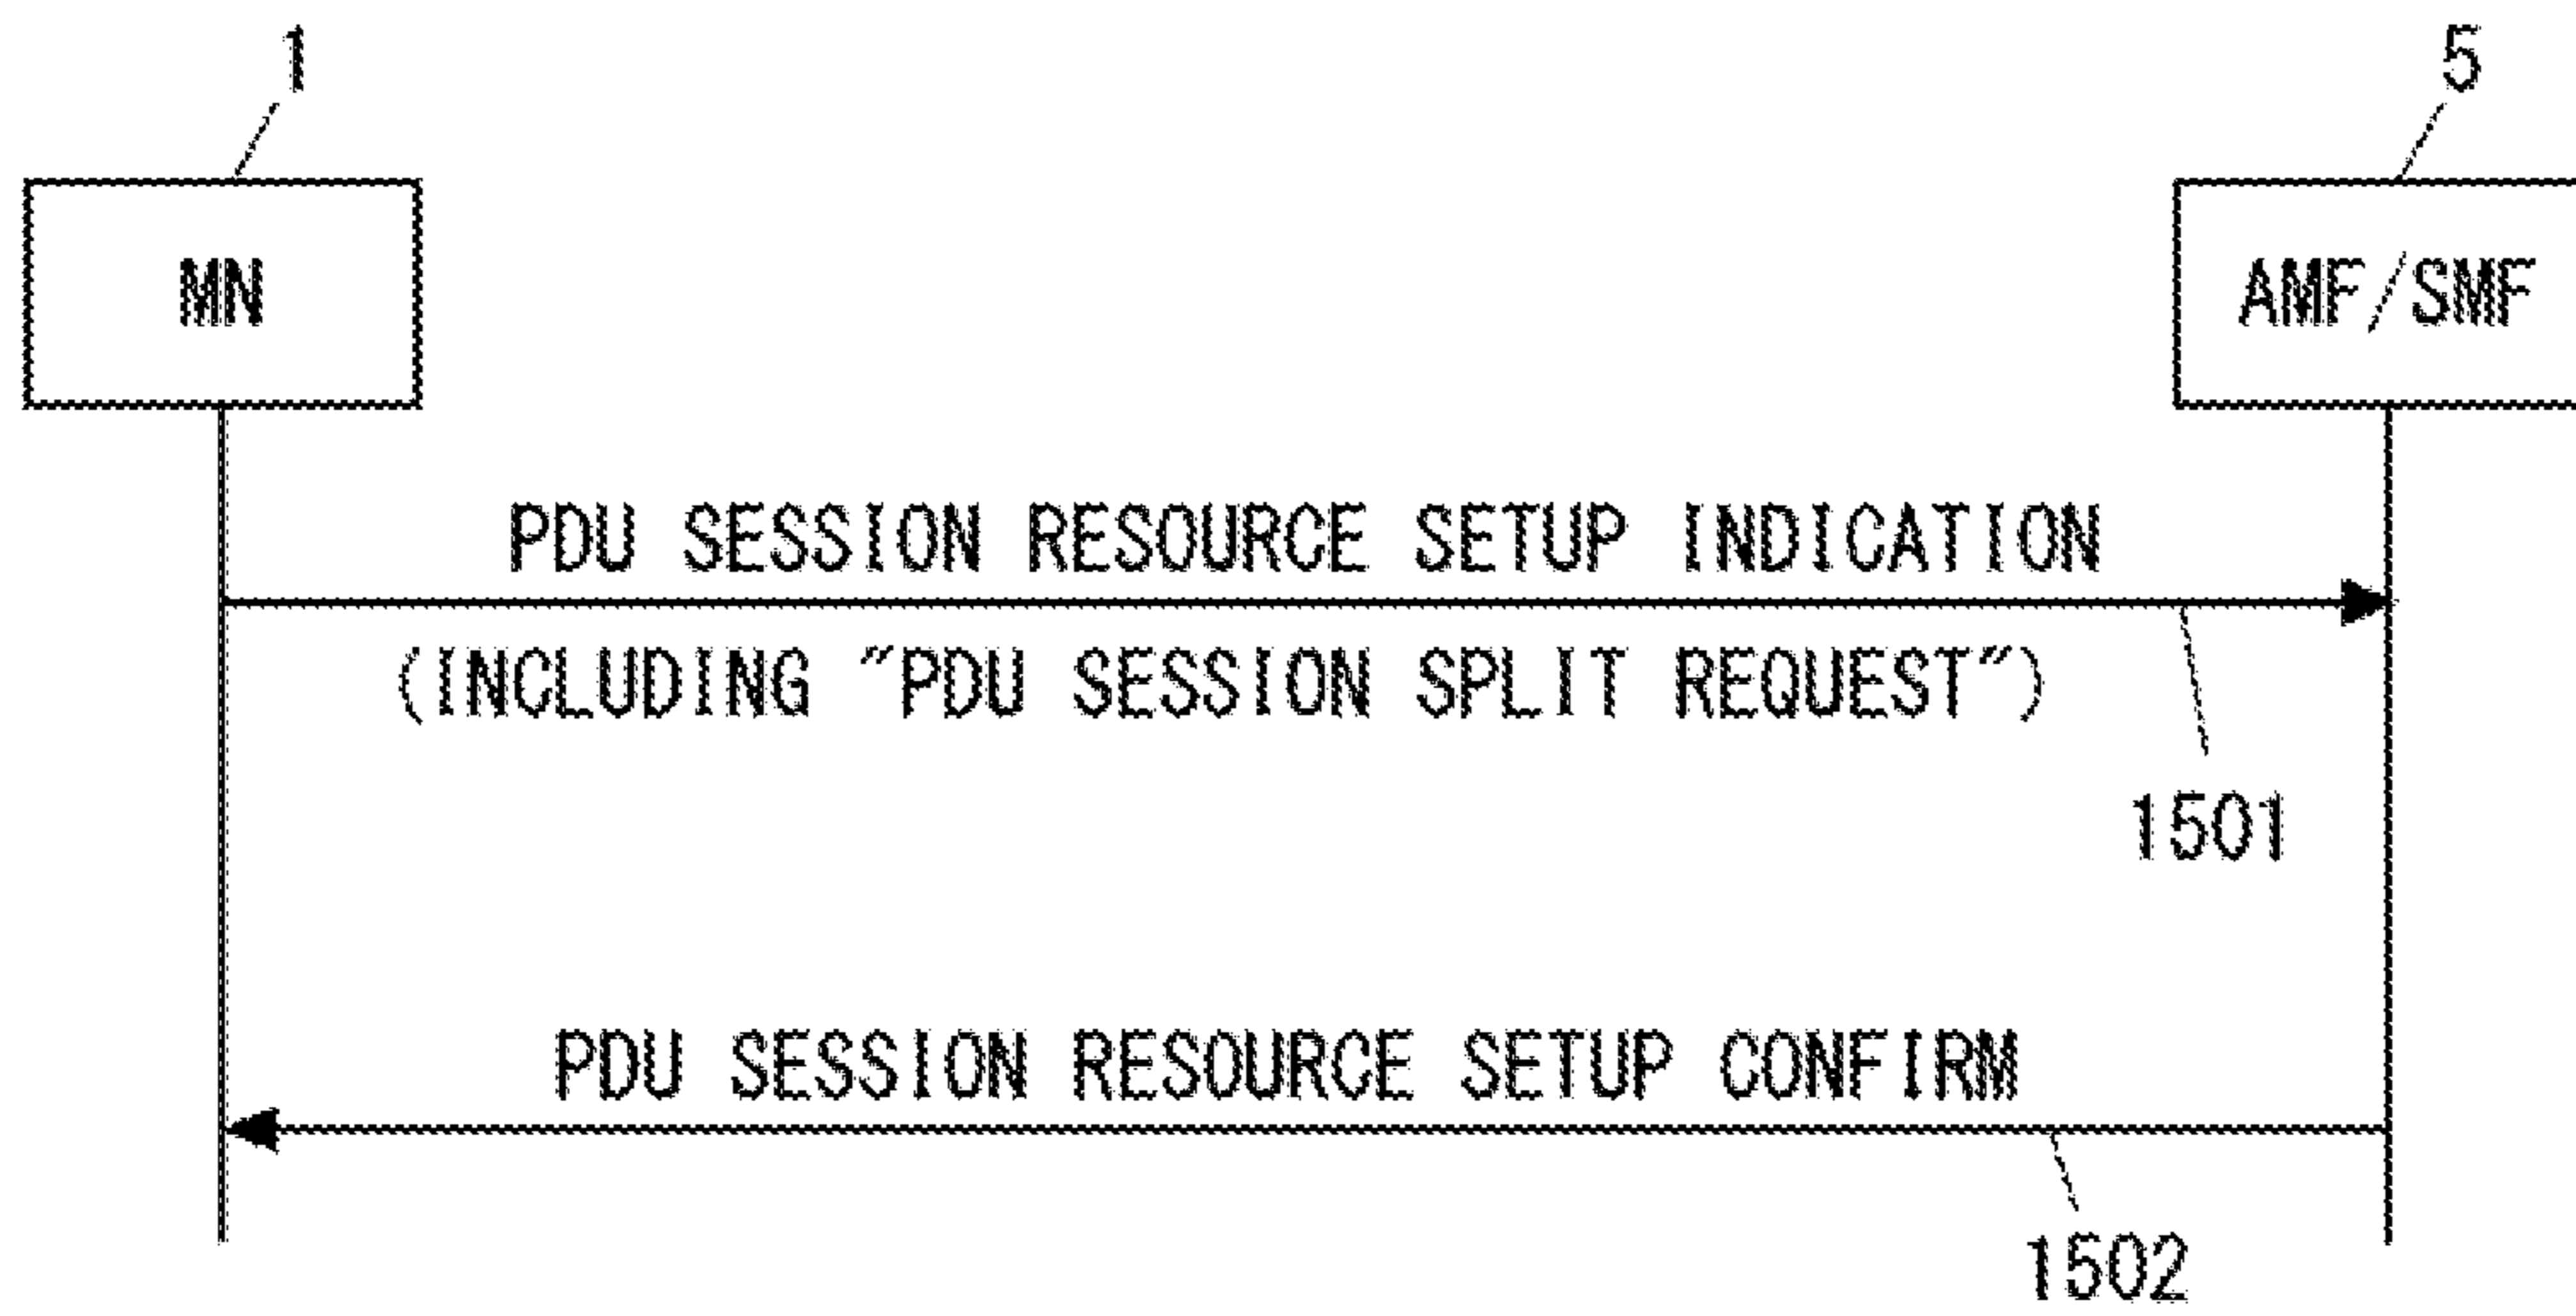 1
5
MN
AMF/SMF
PDU SESSION RESOURCE SETUP INDICATION
(INCLUDING "PDU SESSION SPLIT REQUEST")
1501
PDU SESSION RESOURCE SETUP CONFIRM
1502